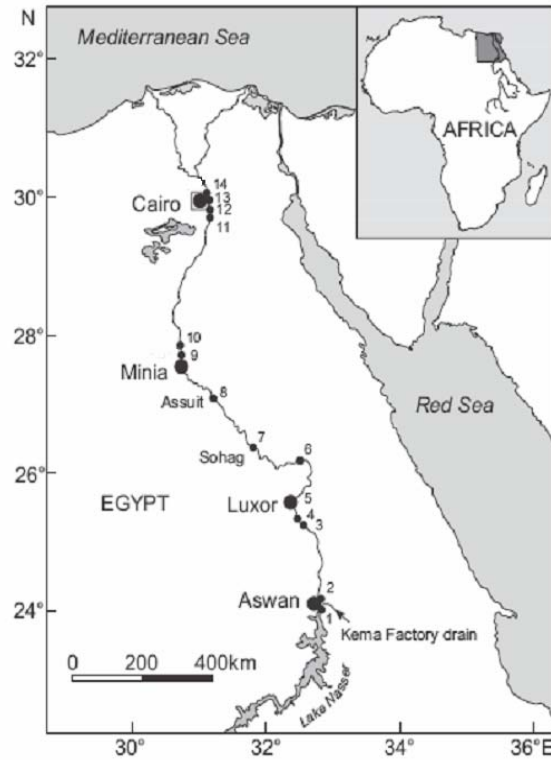 N
Mediterranean Sea
32°
AFRICA
14
30°
Cairo
13
12
11
28°
10
9
Minia
8
Assuit
Red Sea
7
6
Sohag
26°
5
EGYPT
Luxor
4
3
2
Aswan
24°
1
Kema Factory drain
0 200 400km
Lake Nasser
30° 32° 34° 36°E